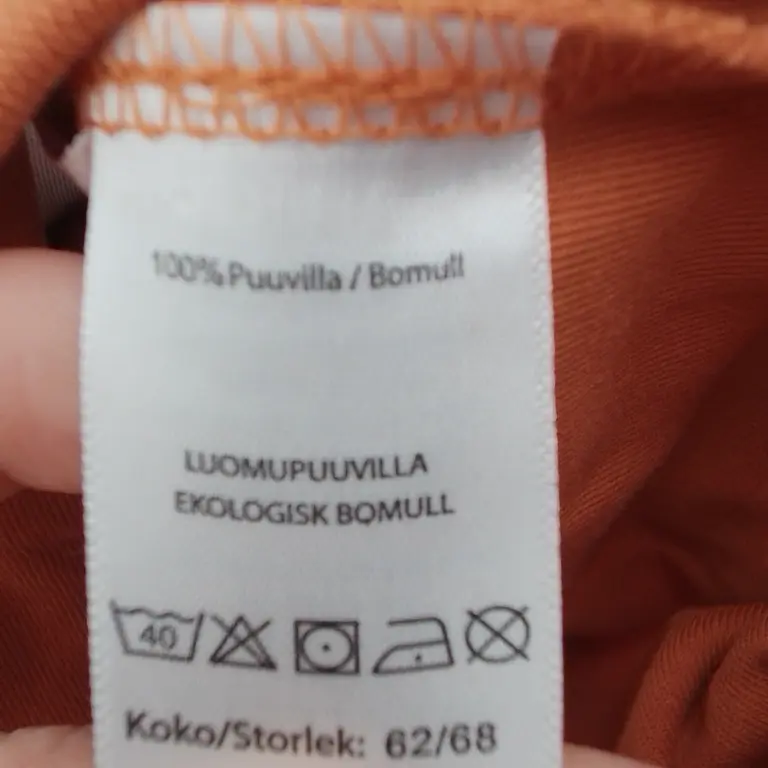 100% Puuvilla / Bomull
LUOMUPUUVILLA
EKOLOGISK BOMULL
40
Koko/Storlek: 62/68